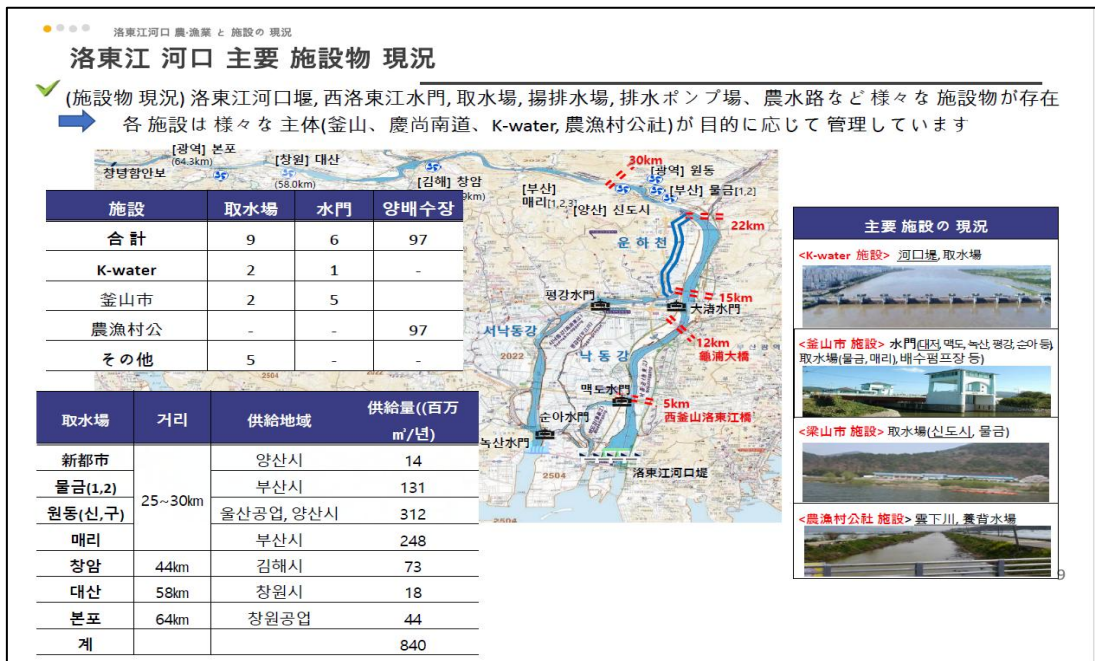 洛東江河口 農·漁業 と 施設の 現況
洛東江 河口 主要 施設物 現況
(施設物 現況) 洛東江河口堰, 西洛東江水門, 取水場, 揚排水場, 排水ポンプ場、農水路など 様々な 施設物が存在
各 施設は 様々な 主体(釜山、慶尚南道、K-water, 農漁村公社)が 目的に応じて 管理しています
[광역] 본포
(64.3km)
창녕함안보
[창원] 대산
(58.0km)
[김해] 창암
9km)
[부산]
매리[1,2,3]
[양산] 신도시
30km
[광역] 원동
[부산] 물금[1,2]
22km
운하천
15km
大渚水門
평강水門
서낙동강
낙동강
12km
龜浦大橋
맥도水門
5km
西釜山洛東江橋
순아水門
녹산水門
洛東江河口堤
2022
2504
2504
2504
施設 取水場 水門 양배수장
合 計 9 6 97
K-water 2 1 -
釜山市 2 5
農漁村公 - - 97
その他 5 -
取水場 거리 供給地域 供給量((百万
㎥/년)
新都市 양산시 14
물금(1,2) 25~30km 부산시 131
원동(신,구) 울산공업, 양산시 312
매리 부산시 248
창암 44km 김해시 73
대산 58km 창원시 18
본포 64km 창원공업 44
계 840
主要 施設の 現況
<K-water 施設> 河口堤, 取水場
<釜山市 施設> 水門(대저, 맥도, 녹산, 평강, 순아 등),
取水場(물금, 매리), 배수펌프장 등)
<梁山市 施設> 取水場(신도시, 물금)
<農漁村公社 施設> 雲下川, 養背水場
9